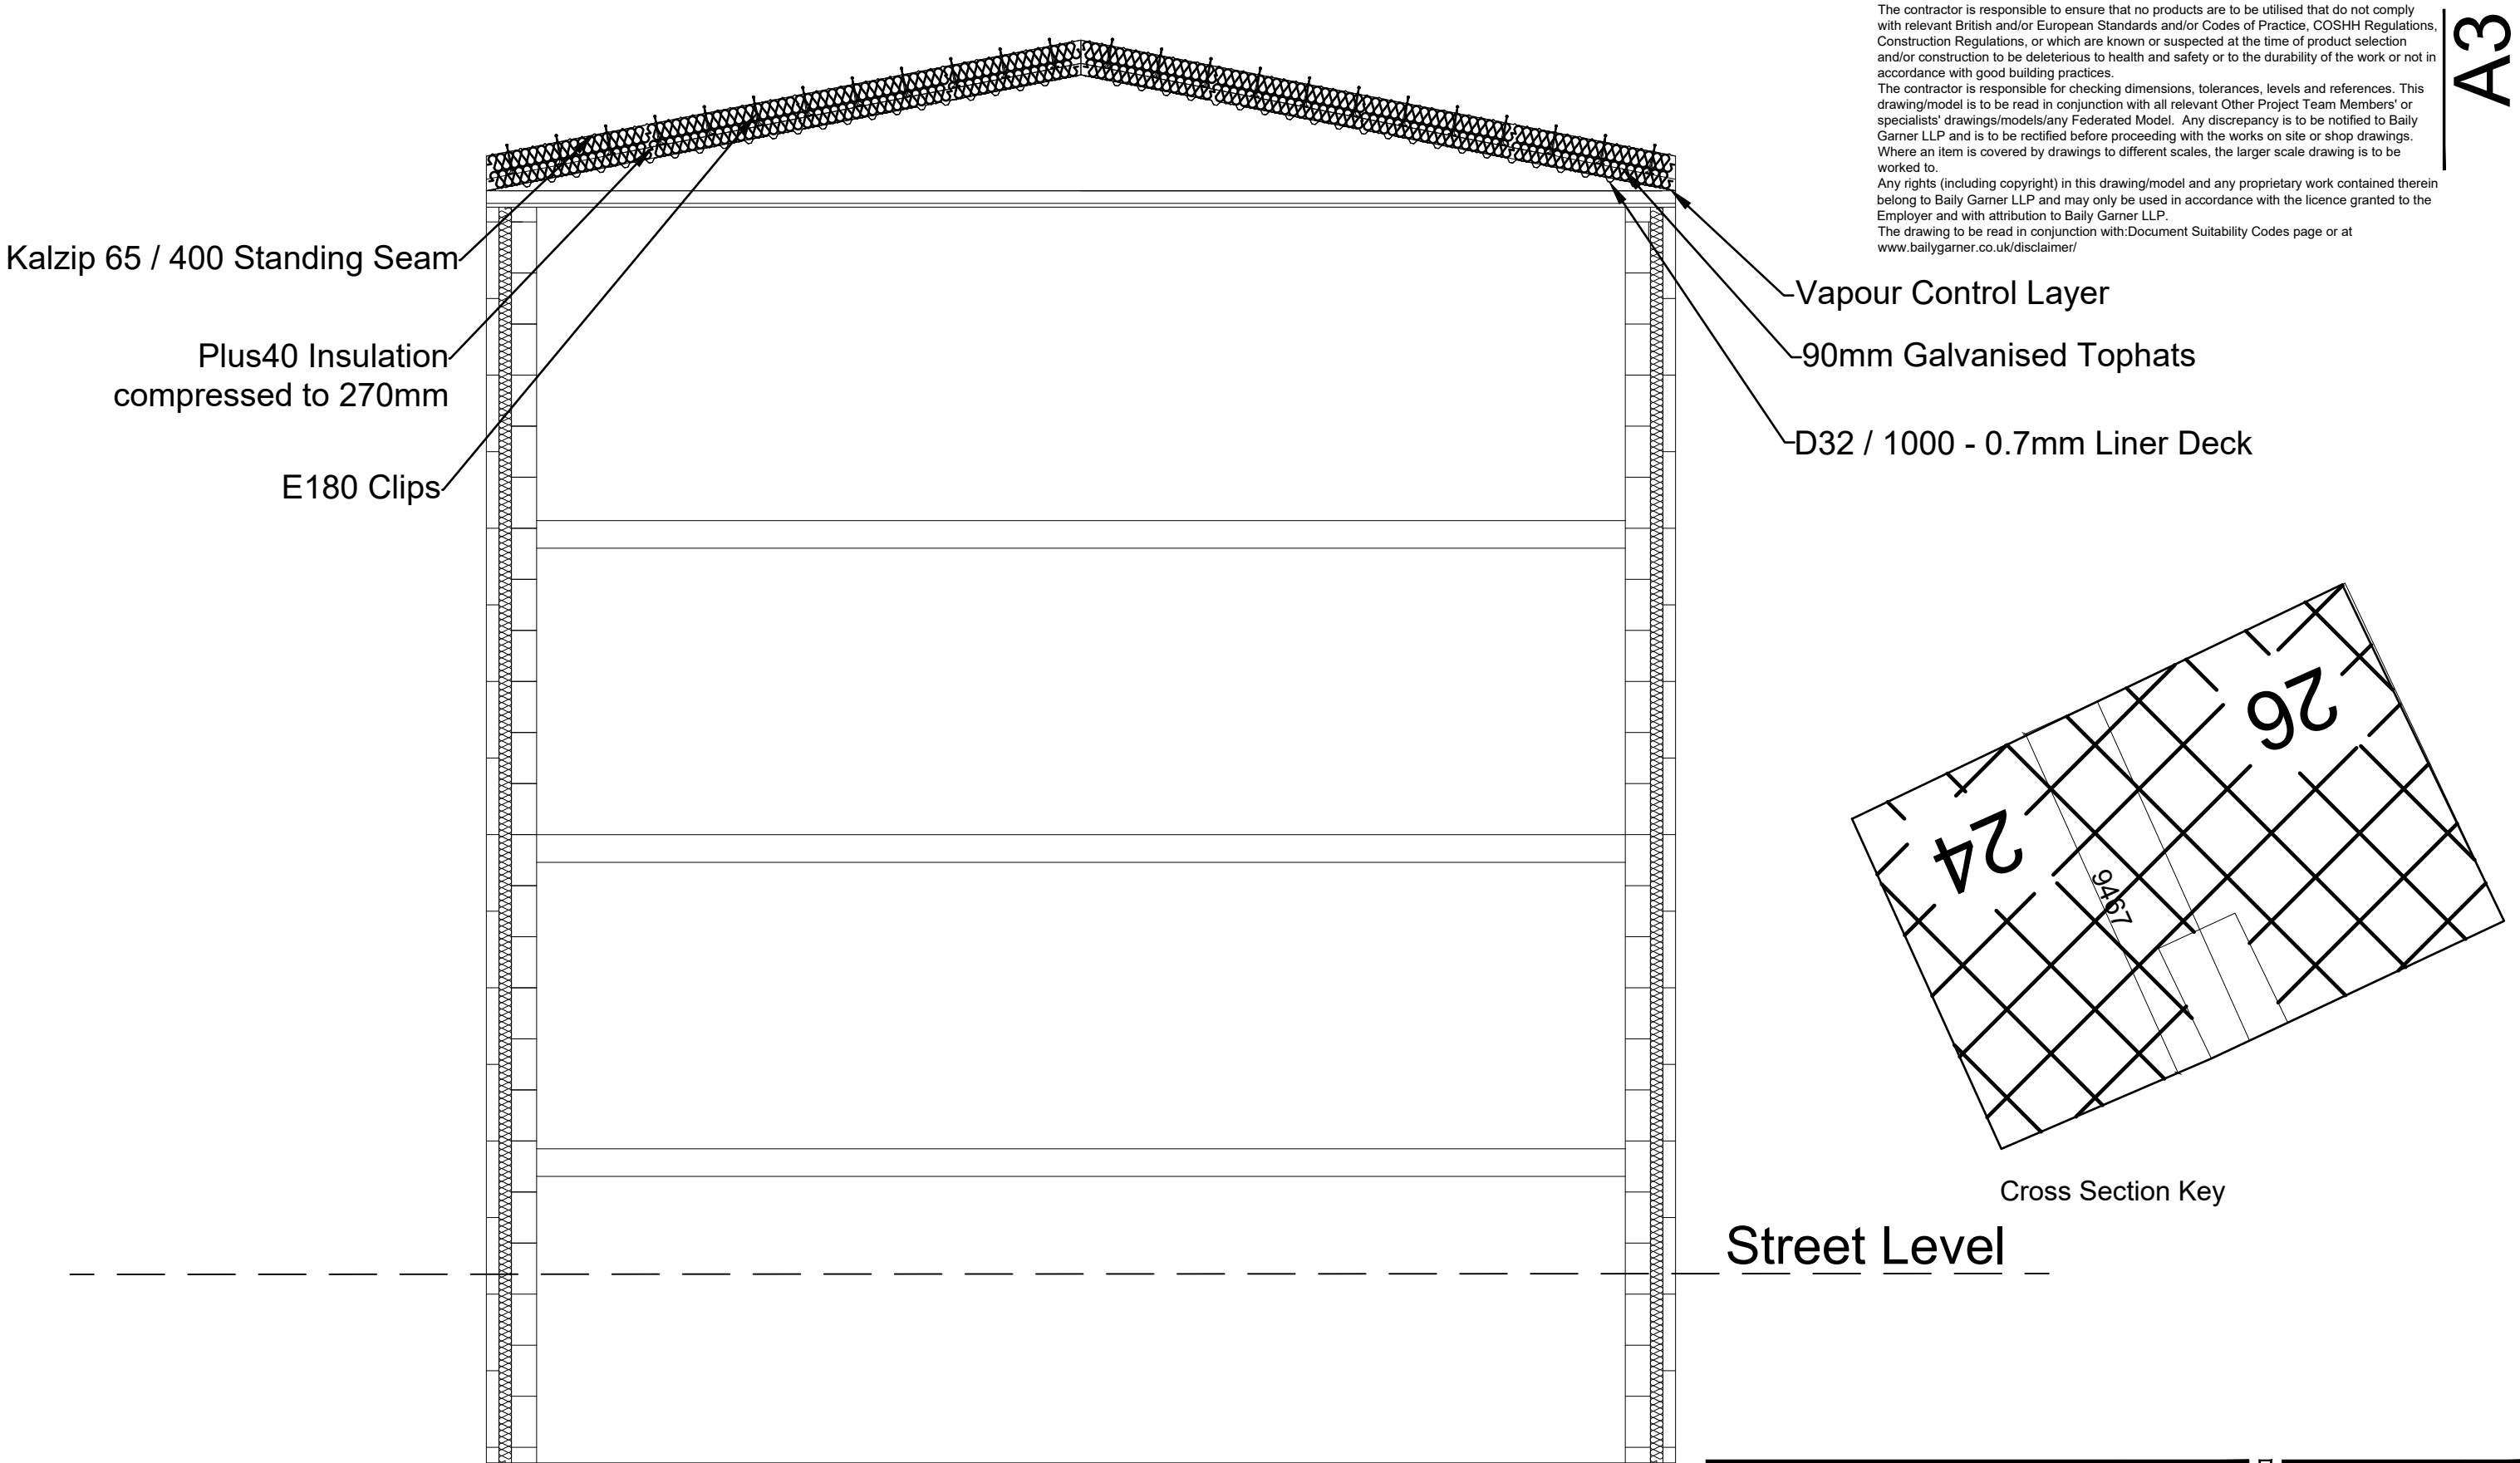 The contractor is responsible to ensure that no products are to be utilised that do not comply
with relevant British and/or European Standards and/or Codes of Practice, COSHH Regulations,
Construction Regulations, or which are known or suspected at the time of product selection
and/or construction to be deleterious to health and safety or to the durability of the work or not in
accordance with good building practices.
The contractor is responsible for checking dimensions, tolerances, levels and references. This
drawing/model is to be read in conjunction with all relevant Other Project Team Members' or
specialists' drawings/models/any Federated Model.  Any discrepancy is to be notified to Baily
Garner LLP and is to be rectified before proceeding with the works on site or shop drawings.
Where an item is covered by drawings to different scales, the larger scale drawing is to be
worked to.
Any rights (including copyright) in this drawing/model and any proprietary work contained therein
belong to Baily Garner LLP and may only be used in accordance with the licence granted to the
Employer and with attribution to Baily Garner LLP.
The drawing to be read in conjunction with:Document Suitability Codes page or at
www.bailygarner.co.uk/disclaimer/
A3
Kalzip 65 / 400 Standing Seam
Plus40 Insulation
compressed to 270mm
E180 Clips
Vapour Control Layer
90mm Galvanised Tophats
D32 / 1000 - 0.7mm Liner Deck
26
24
9467
Cross Section Key
Street Level